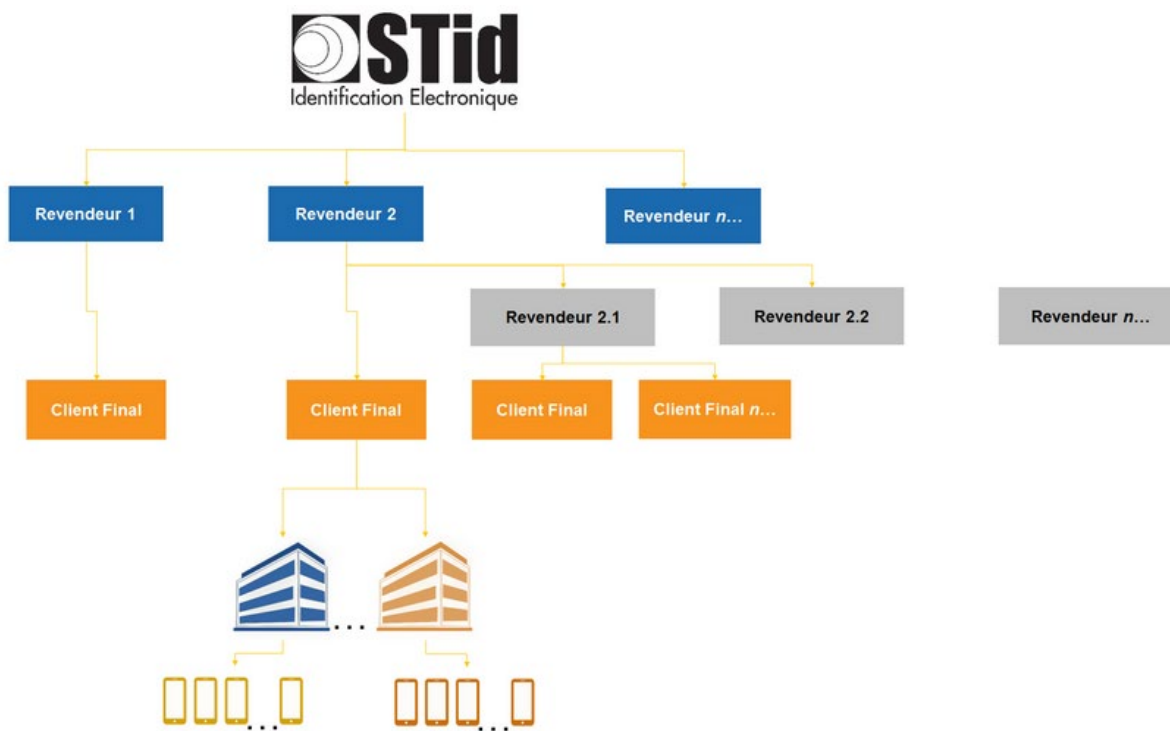 STid
Identification Electronique
Revendeur 1
Revendeur 2
Revendeur n...
Revendeur 2.1
Revendeur 2.2
Revendeur n...
Client Final
Client Final
Client Final
Client Final n...
...
...
...